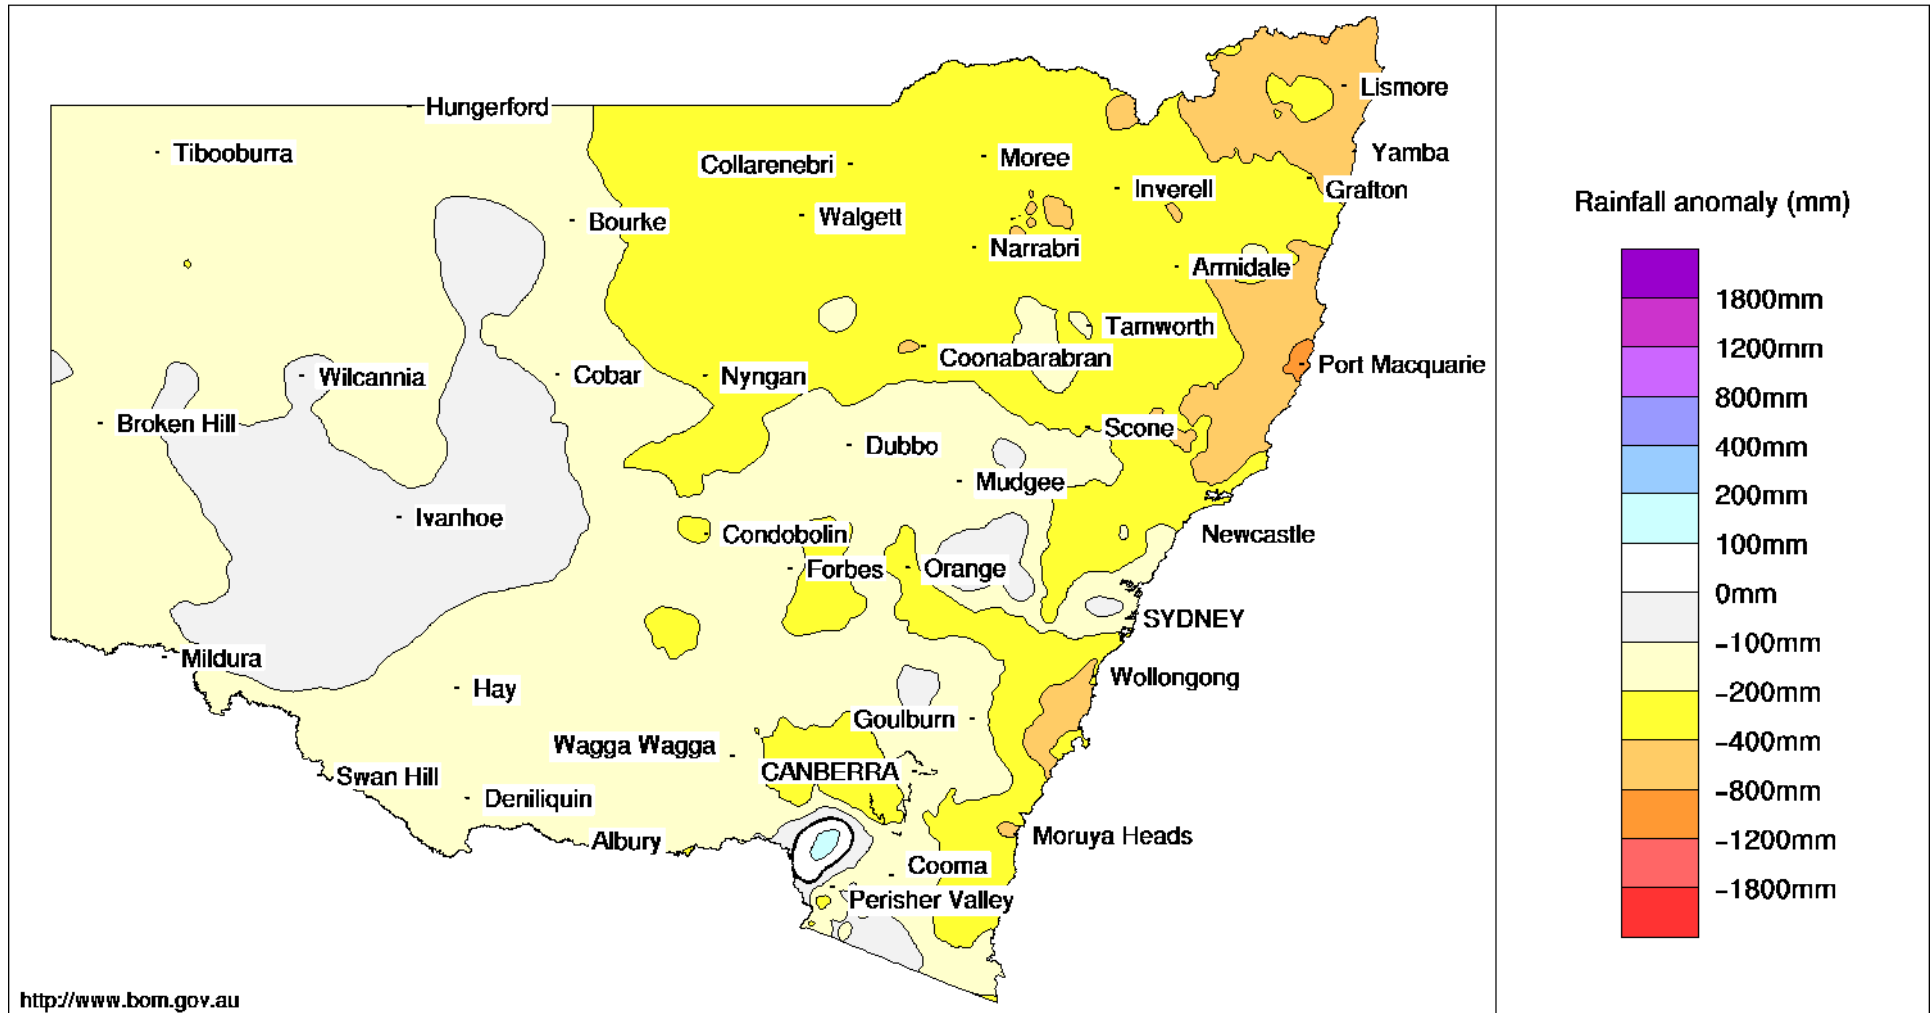 Hungerford
Lismore
Tibooburra
Collarenebri
Moree
Yamba
Inverell
Grafton
Bourke
Walgett
Narrabri
Armidale
Tamworth
Coonabarabran
Port Macquarie
Wilcannia
Cobar
Nyngan
Broken Hill
Scone
Dubbo
Mudgee
Ivanhoe
Condobolin
Newcastle
Forbes
Orange
SYDNEY
Mildura
Wollongong
Hay
Goulburn
Wagga Wagga
CANBERRA
Swan Hill
Deniliquin
Albury
Moruya Heads
Cooma
Perisher Valley
http://www.bom.gov.au
Rainfall anomaly (mm)
1800mm
1200mm
800mm
400mm
200mm
100mm
0mm
-100mm
-200mm
-400mm
-800mm
-1200mm
-1800mm